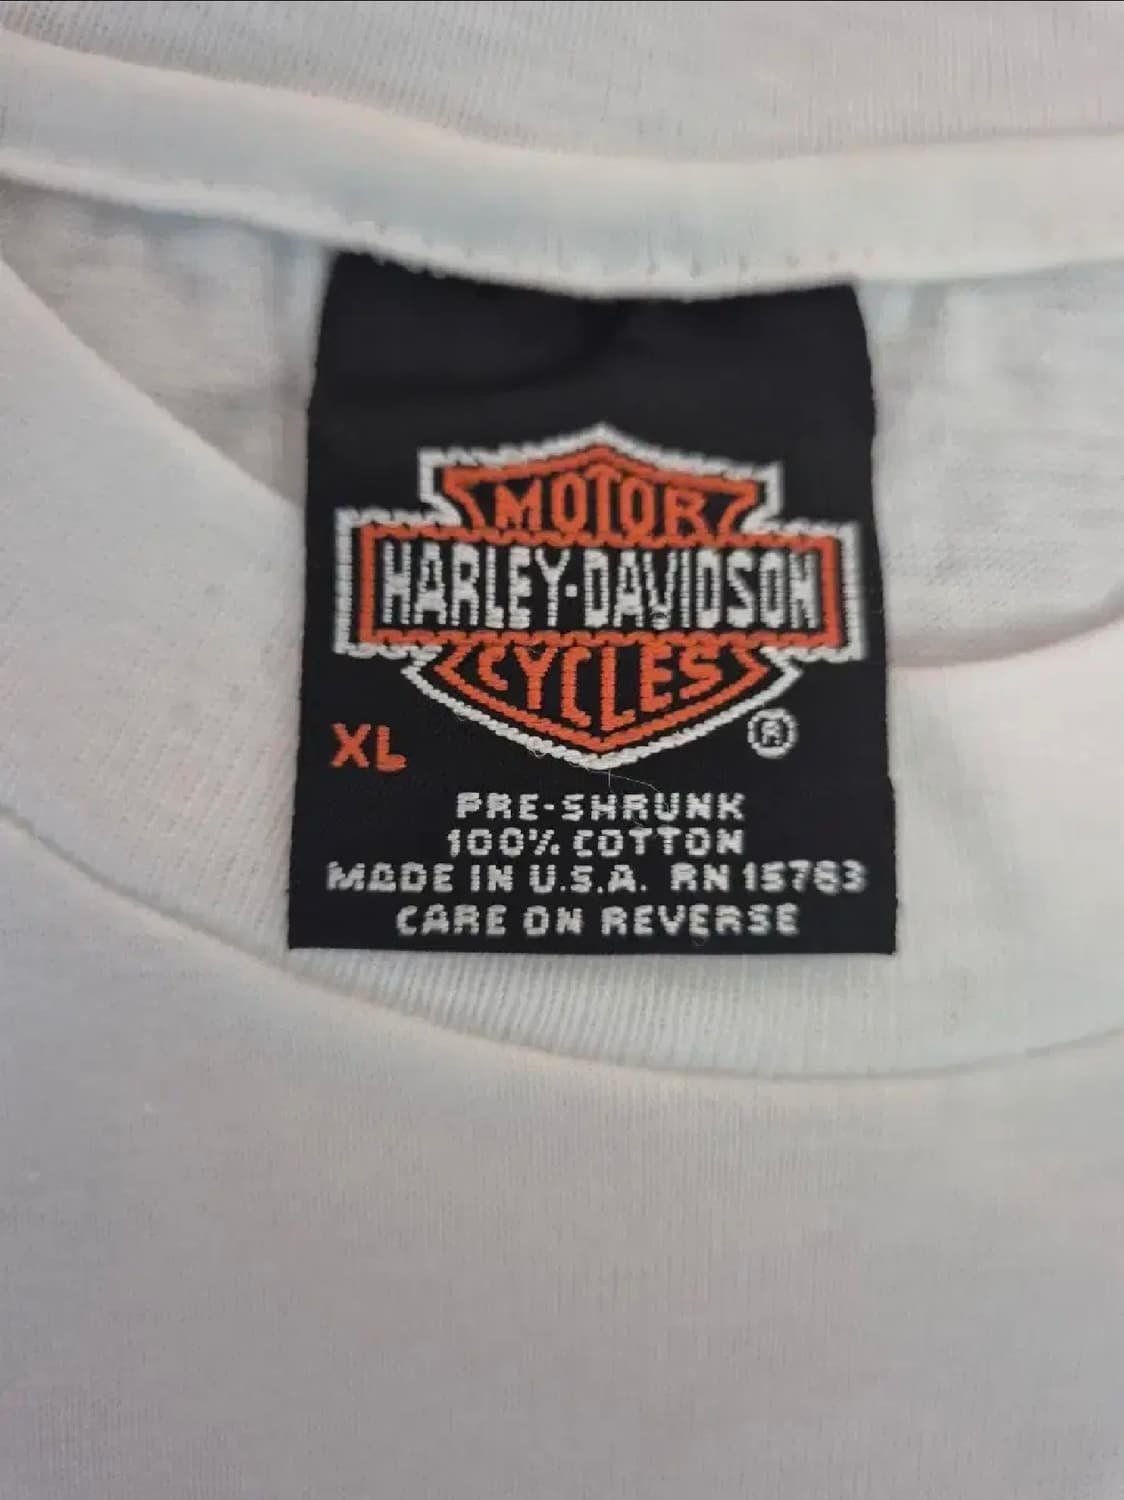 MOTOR
HARLEY-DAVIDSON
CYCLES
®
XL
PRE-SHRUNK
100% COTTON
MADE IN U.S.A. RN 15763
CARE ON REVERSE